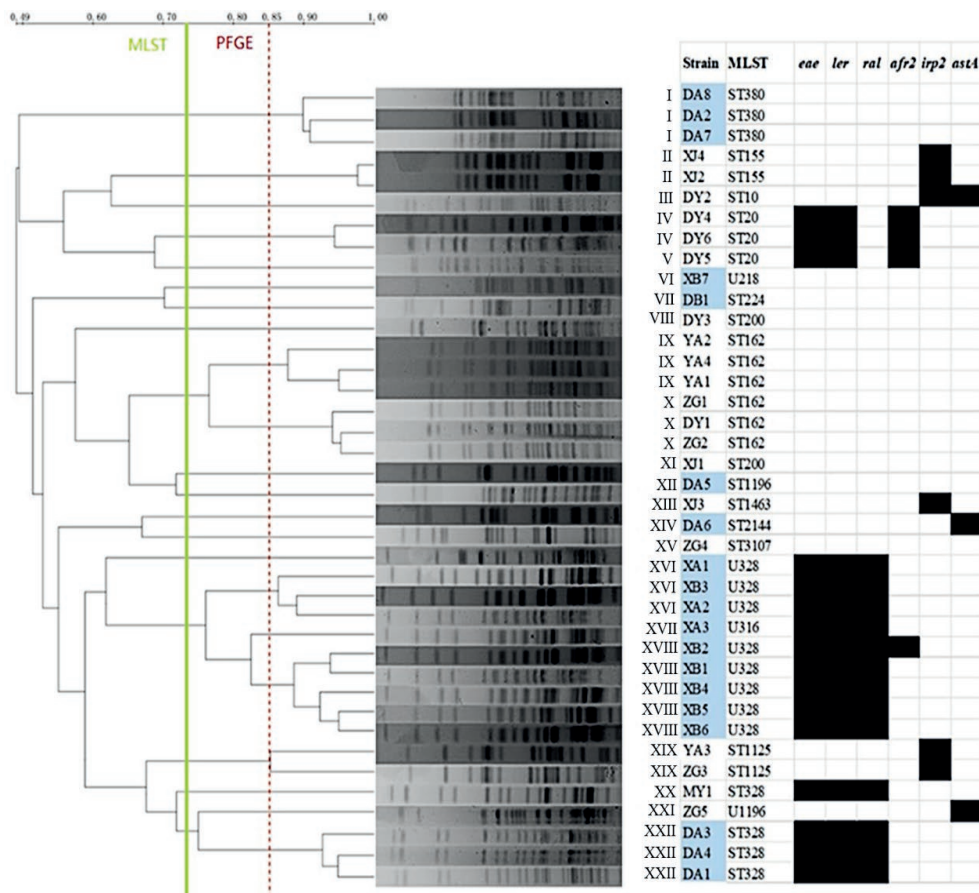 0,49 0,60 0,70 0,80 0,85 0,90 1,00
MLST PFGE
Strain MLST eae ler ral afr2 irp2 astA
I DA8 ST380
I DA2 ST380
I DA7 ST380
II XJ4 ST155
II XJ2 ST155
III DY2 ST10
IV DY4 ST20
IV DY6 ST20
V DY5 ST20
VI XB7 U218
VII DB1 ST224
VIII DY3 ST200
IX YA2 ST162
IX YA4 ST162
IX YA1 ST162
X ZG1 ST162
X DY1 ST162
X ZG2 ST162
XI XJ1 ST200
XII DA5 ST1196
XIII XJ3 ST1463
XIV DA6 ST2144
XV ZG4 ST3107
XVI XA1 U328
XVI XB3 U328
XVI XA2 U328
XVII XA3 U316
XVIII XB2 U328
XVIII XB1 U328
XVIII XB4 U328
XVIII XB5 U328
XVIII XB6 U328
XIX YA3 ST1125
XIX ZG3 ST1125
XX MY1 ST328
XXI ZG5 U1196
XXII DA3 ST328
XXII DA4 ST328
XXII DA1 ST328